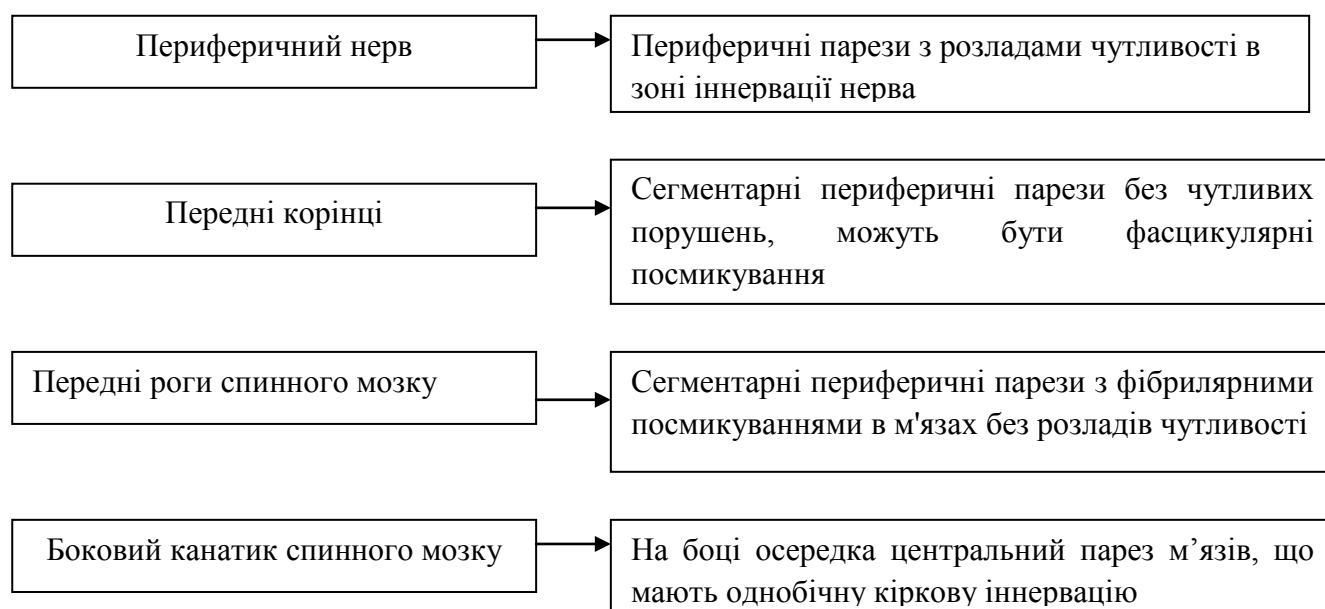 Периферичний нерв
Периферичні парези з розладами чутливості в
зоні іннервації нерва
Передні корінці
Сегментарні периферичні парези без чутливих
порушень, можуть бути фасцикулярні
посмикування
Передні роги спинного мозку
Сегментарні периферичні парези з фібрилярними
посмикуваннями в м'язах без розладів чутливості
Боковий канатик спинного мозку
На боці осередка центральний парез м’язів, що
мають однобічну кіркову іннервацію